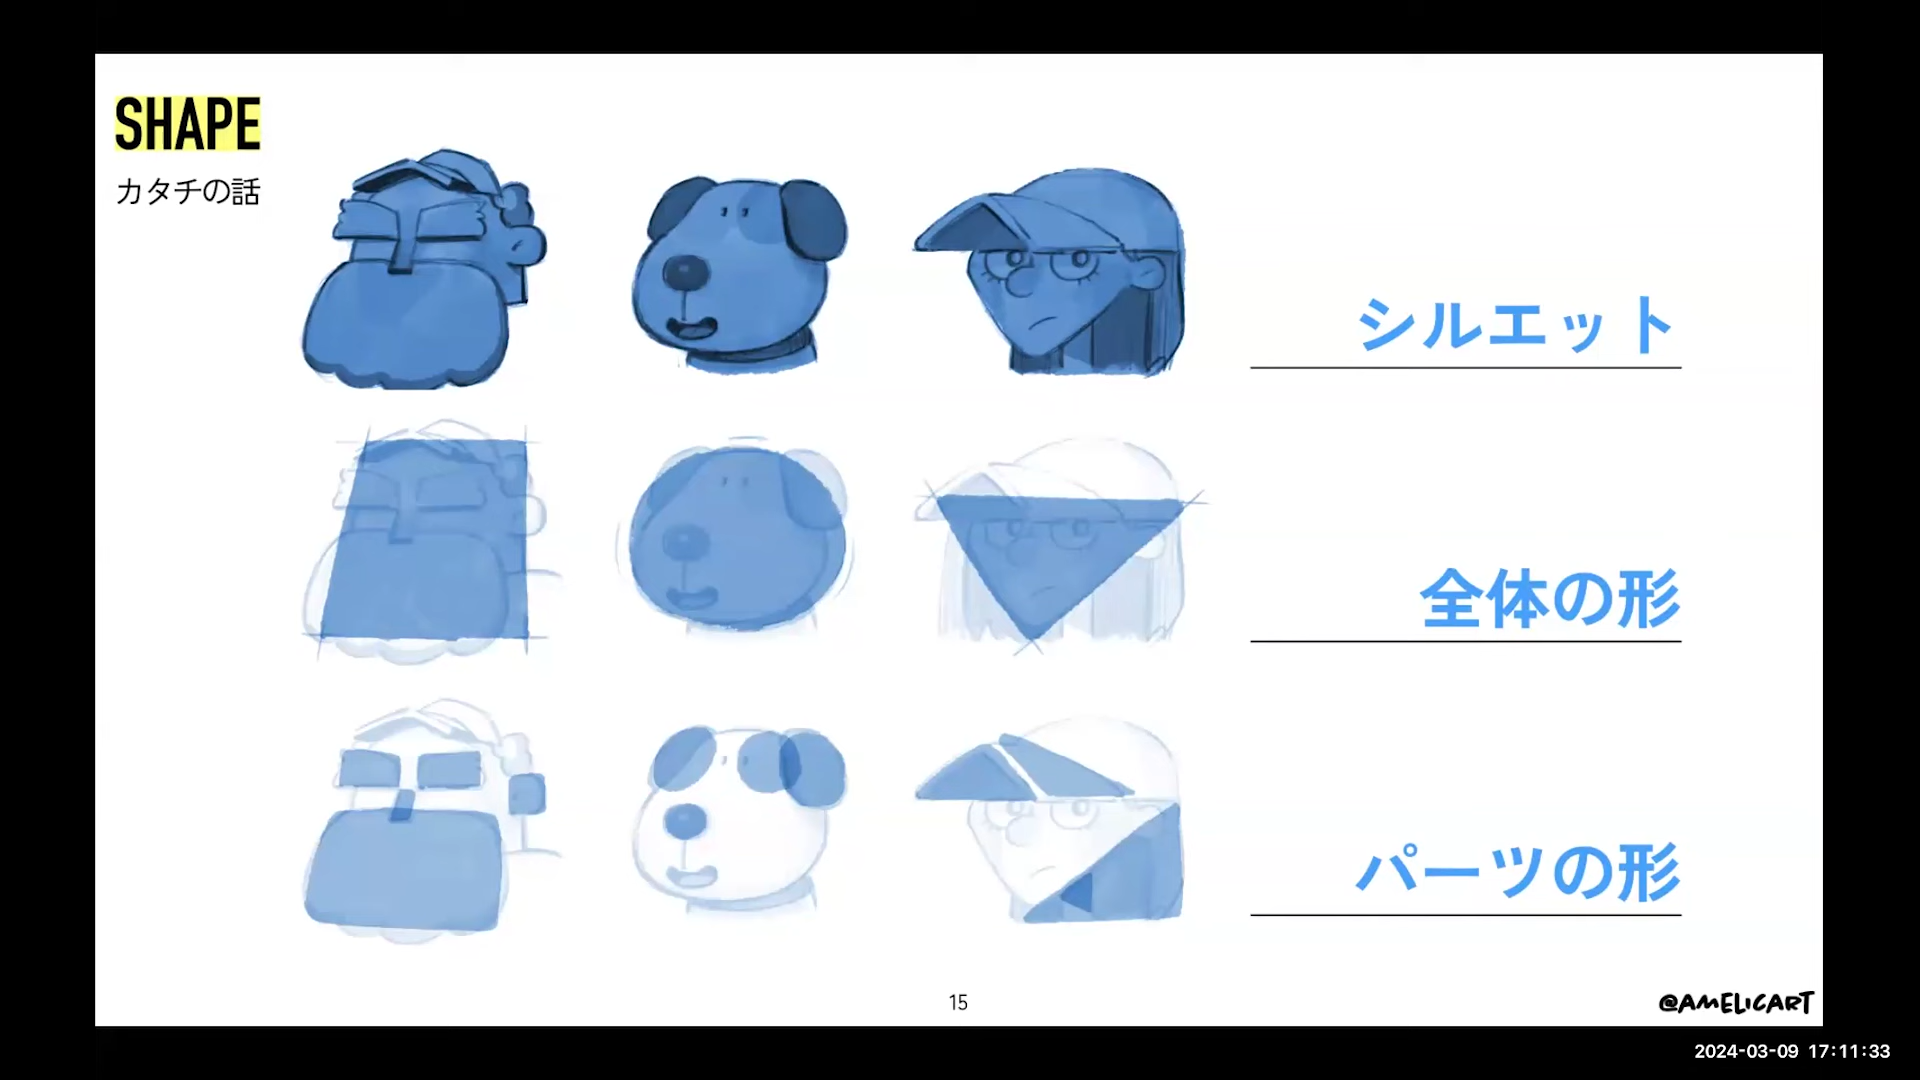 SHAPE
カタチの話
シルエット
全体の形
パーツの形
15
@AMELICART
2024-03-09 17:11:33